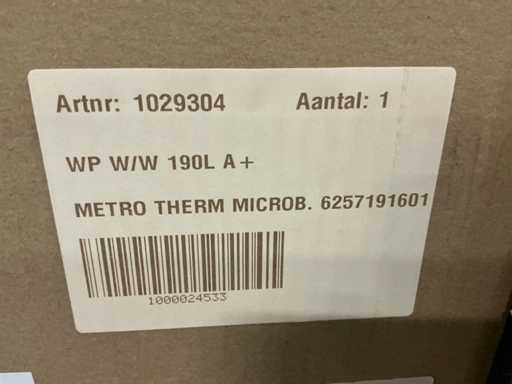 Artnr: 1029304 Aantal: 1
WP W/W 190L A+
METRO THERM MICROB. 6257191601
1000024533